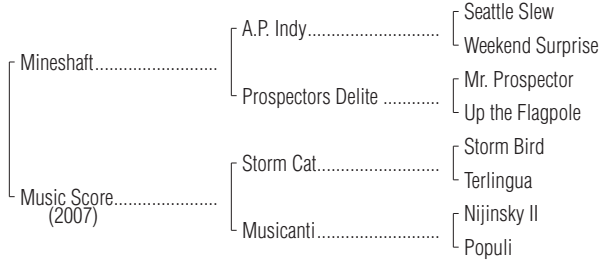 Seattle Slew
A.P. Indy..............................
Weekend Surprise
Mineshaft..........................
Mr. Prospector
Prospectors Delite ............
Up the Flagpole
Storm Bird
Storm Cat..........................
Terlingua
Music Score......................
(2007)
Nijinsky II
Musicanti..........................
Populi